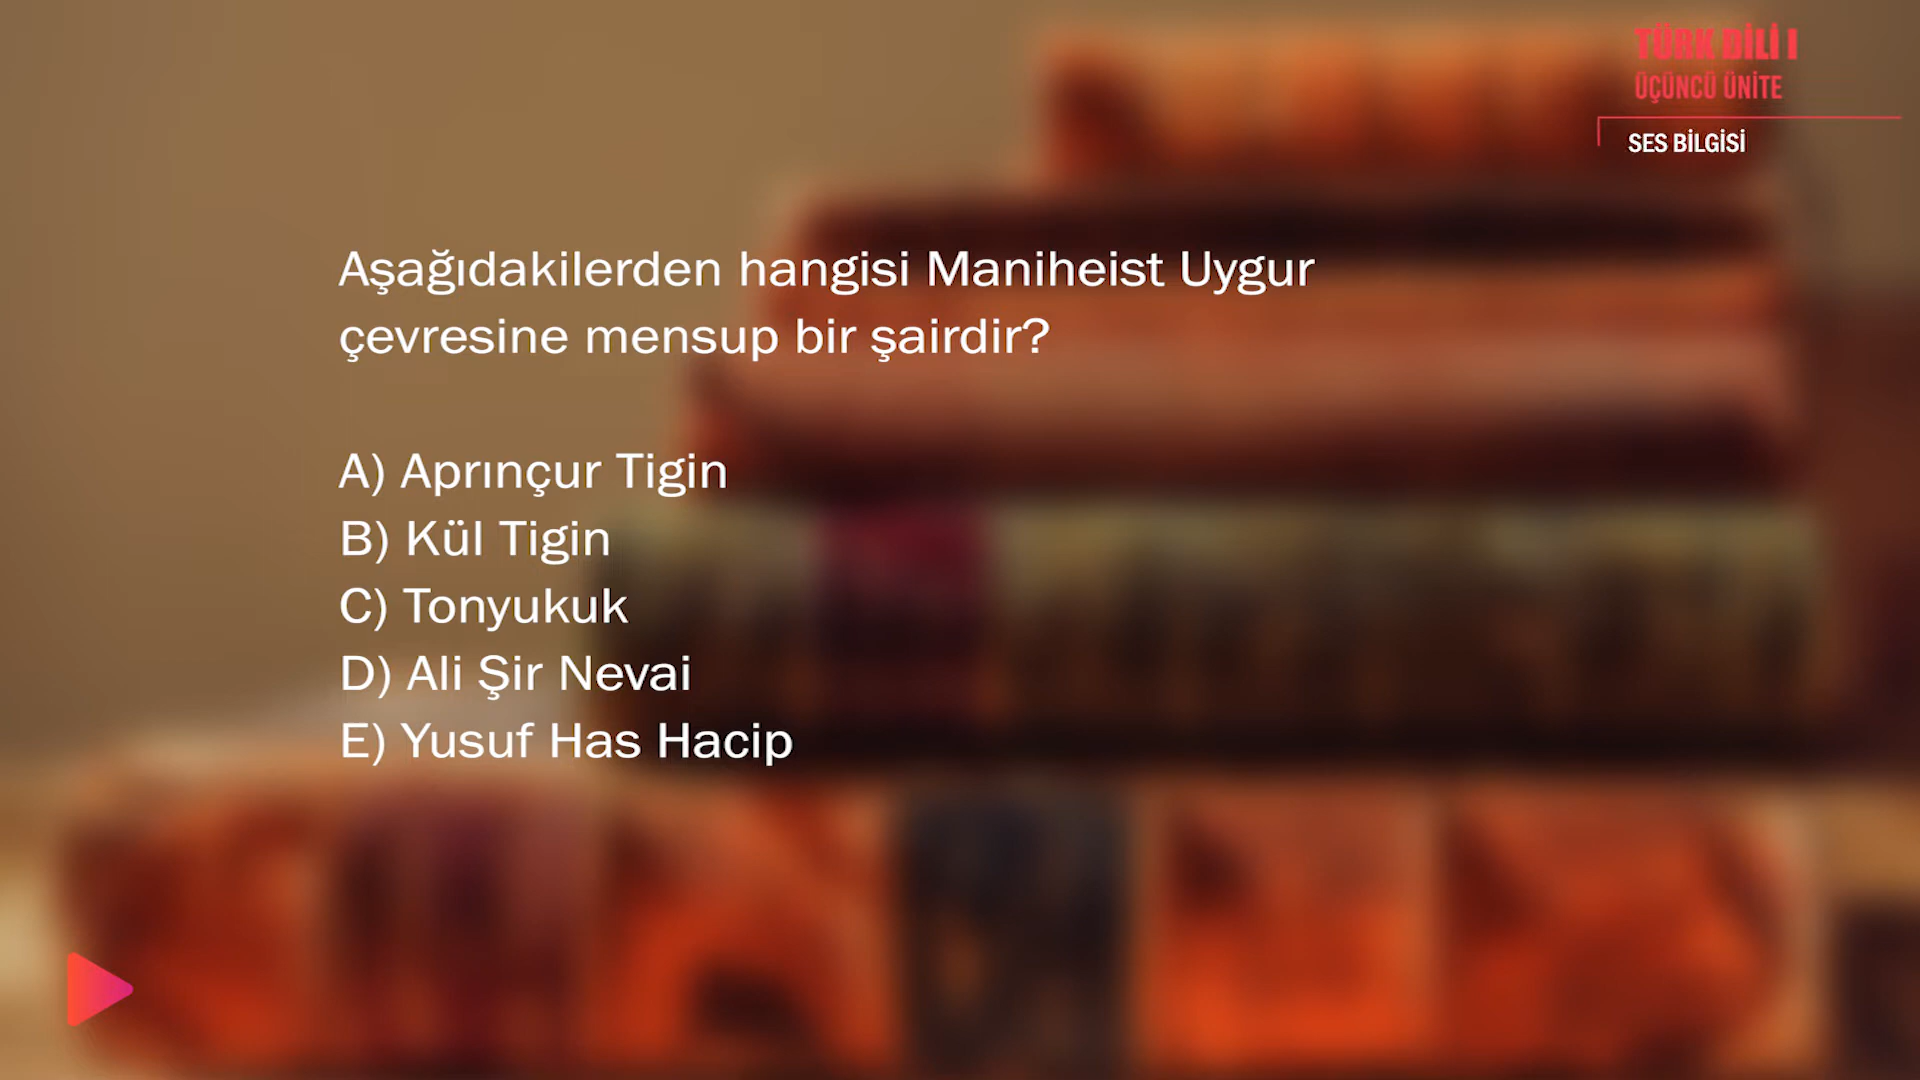 TÜRK DİLİ I
ÜÇÜNCÜ ÜNİTE
SES BİLGİSİ
Aşağıdakilerden hangisi Maniheist Uygur
çevresine mensup bir şairdir?
A) Aprınçur Tigin
B) Kül Tigin
C) Tonyukuk
D) Ali Şir Nevai
E) Yusuf Has Hacip